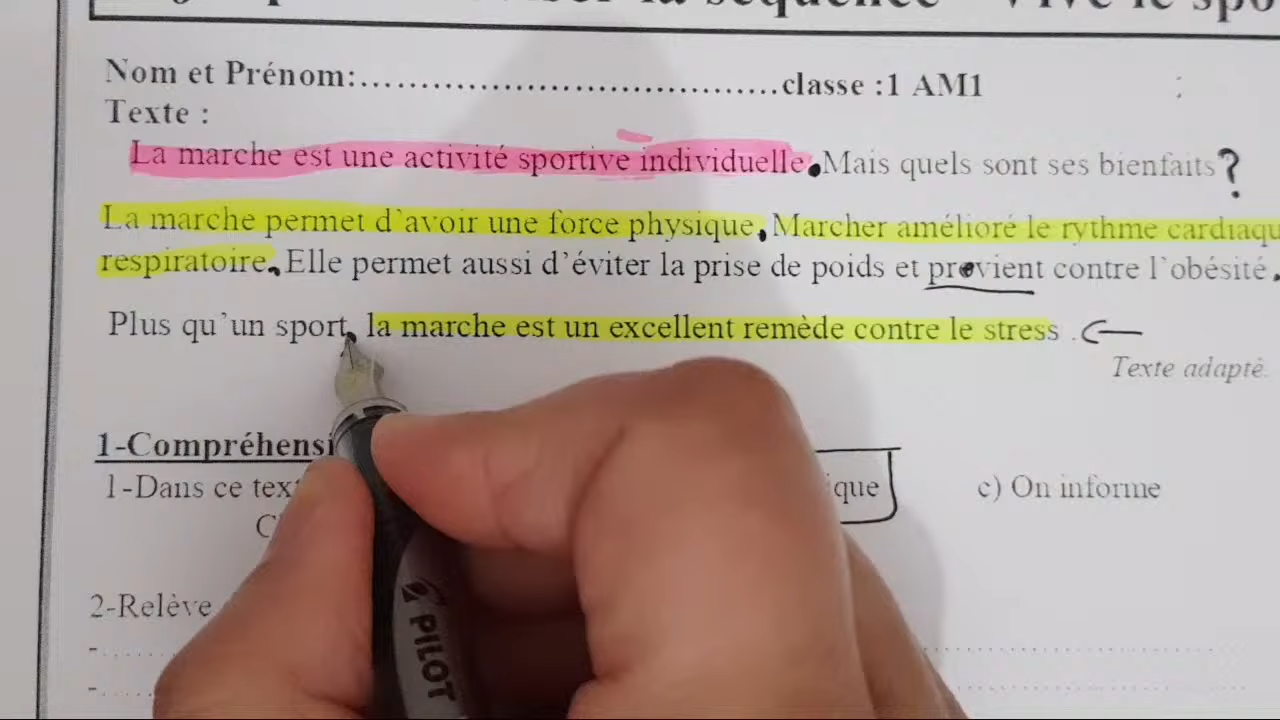 la séquence
Nom et Prénom:.......................................classe :1 AM1
Texte :
La marche est une activité sportive individuelle.Mais quels sont ses bienfaits?
La marche permet d'avoir une force physique, Marcher amélioré le rythme
respiratoire, Elle permet aussi d'éviter la prise de poids et prévient contre l'obésité,
Plus qu'un sport, la marche est un excellent remède contre le stress .
Texte adapté.
1-
1-Dans ce c) On informe
2-Relève
PILOT